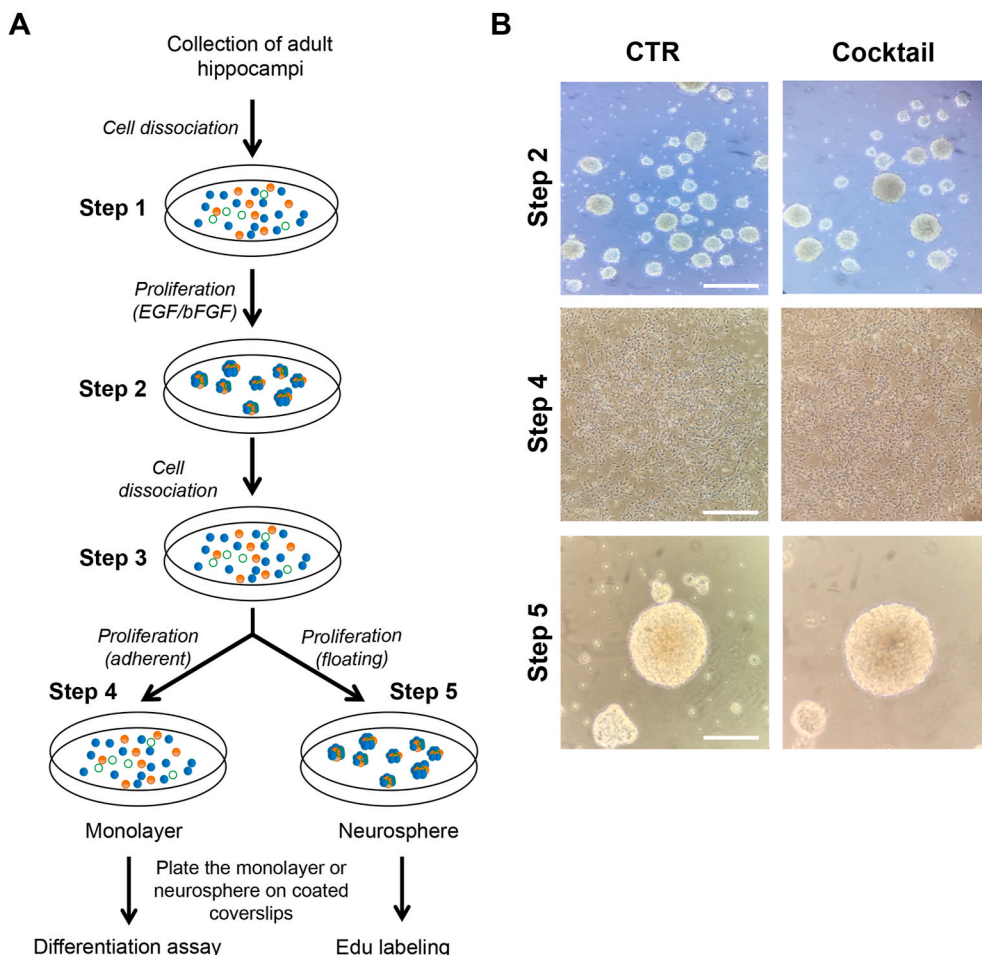 A
Collection of adult
hippocampi
Cell dissociation
Step 1
Proliferation
(EGF/bFGF)
Step 2
Cell
dissociation
Step 3
Proliferation
(adherent)
Proliferation
(floating)
Step 4
Step 5
Monolayer
Neurosphere
Plate the monolayer or
neurosphere on coated
coverslips
Differentiation assay
Edu labeling
B
CTR
Cocktail
Step 2
Step 4
Step 5